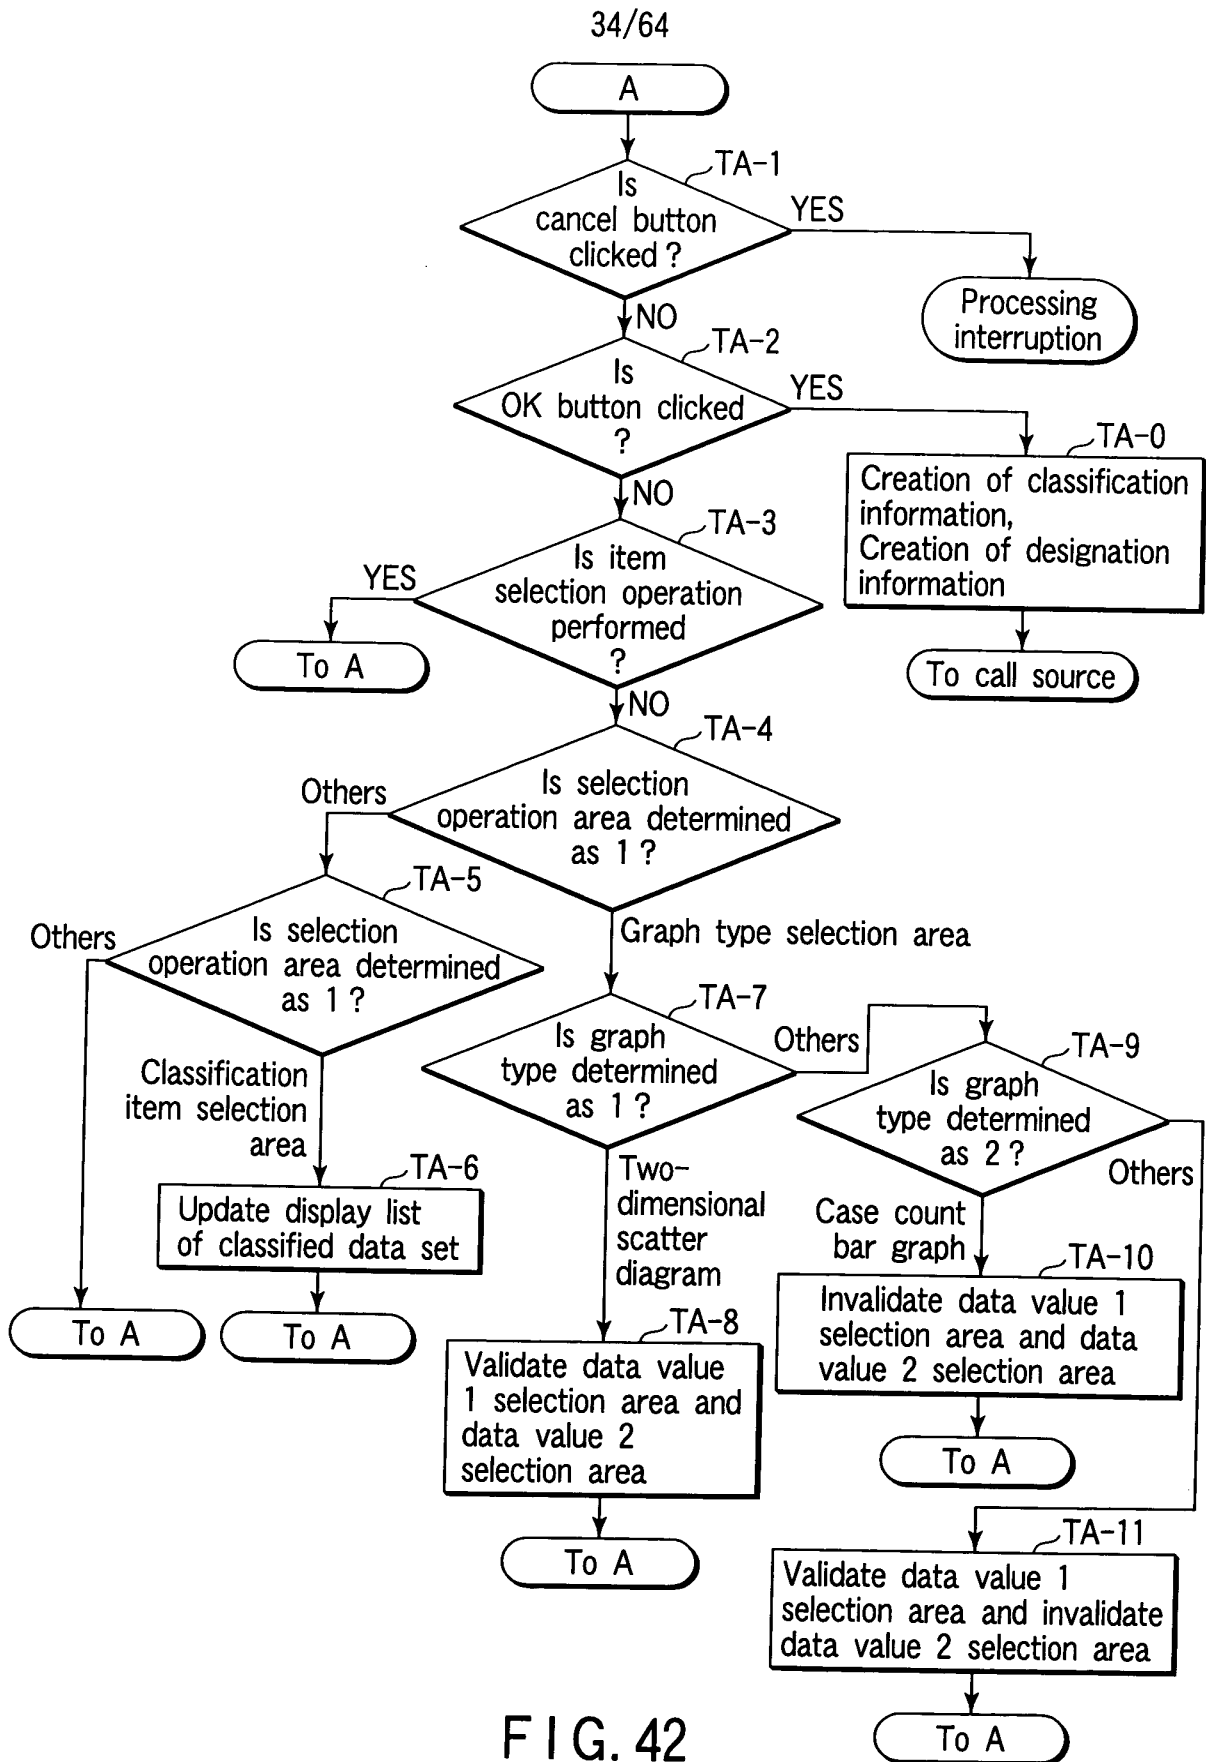 34/64
A
TA-1
Is
cancel button
clicked ?
YES
Processing
interruption
NO
TA-2
Is
OK button clicked
?
YES
TA-0
Creation of classification
information,
Creation of designation
information
To call source
NO
TA-3
Is item
selection operation
performed
?
YES
To A
NO
TA-4
Is selection
operation area determined
as 1 ?
Others
TA-5
Is selection
operation area determined
as 1 ?
Others
To A
Classification
item selection
area
TA-6
Update display list
of classified data set
To A
Graph type selection area
TA-7
Is graph
type determined
as 1 ?
Others
Two-
dimensional
scatter
diagram
TA-8
Validate data value
1 selection area and
data value 2
selection area
To A
TA-9
Is graph
type determined
as 2 ?
Others
Case count
bar graph
TA-10
Invalidate data value 1
selection area and data
value 2 selection area
To A
TA-11
Validate data value 1
selection area and invalidate
data value 2 selection area
To A
FIG. 42